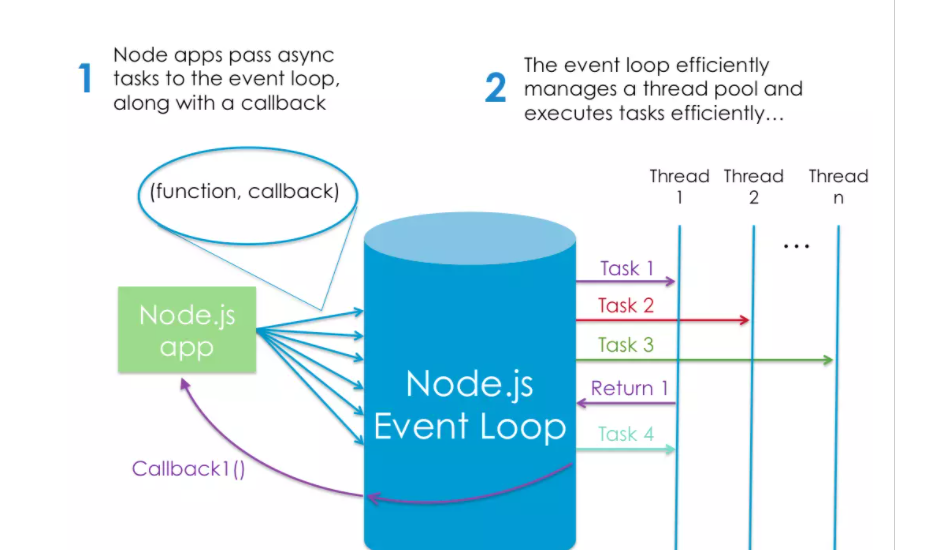 1
Node apps pass async
tasks to the event loop,
along with a callback
2
The event loop efficiently
manages a thread pool and
executes tasks efficiently…
(function, callback)
Thread
1
Thread
2
...
Thread
n
Task 1
Task 2
Task 3
Return 1
Task 4
Node.js
app
Node.js
Event Loop
Callback1()